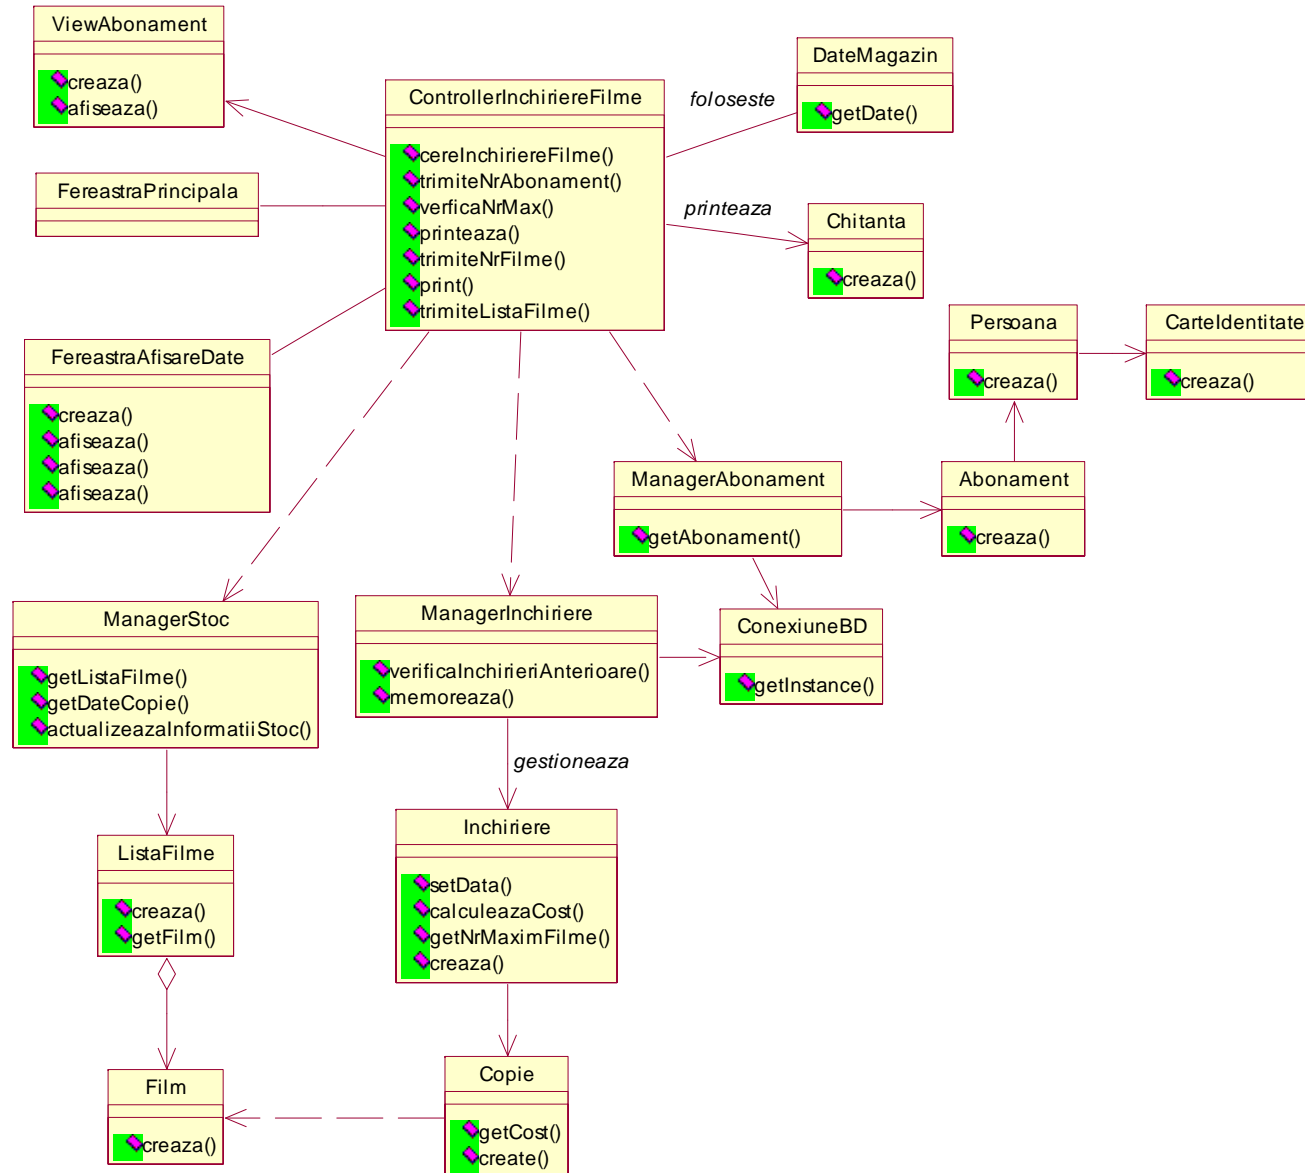 ViewAbonament
creaza()
afiseaza()
ControllerInchiriereFilme
cereInchiriereFilme()
trimiteNrAbonament()
verficaNrMax()
printeaza()
trimiteNrFilme()
print()
trimiteListaFilme()
foloseste
DateMagazin
getDate()
FereastraPrincipala
printeaza
Chitanta
creaza()
FereastraAfisareDate
creaza()
afiseaza()
afiseaza()
afiseaza()
Persoana
creaza()
CarteIdentitate
creaza()
ManagerAbonament
getAbonament()
Abonament
creaza()
ManagerStoc
getListaFilme()
getDateCopie()
actualizeazaInformatiiStoc()
ManagerInchiriere
verificaInchirieriAnterioare()
memoreaza()
ConexiuneBD
getInstance()
gestioneaza
ListaFilme
creaza()
getFilm()
Inchiriere
setData()
calculeazaCost()
getNrMaximFilme()
creaza()
Film
creaza()
Copie
getCost()
create()